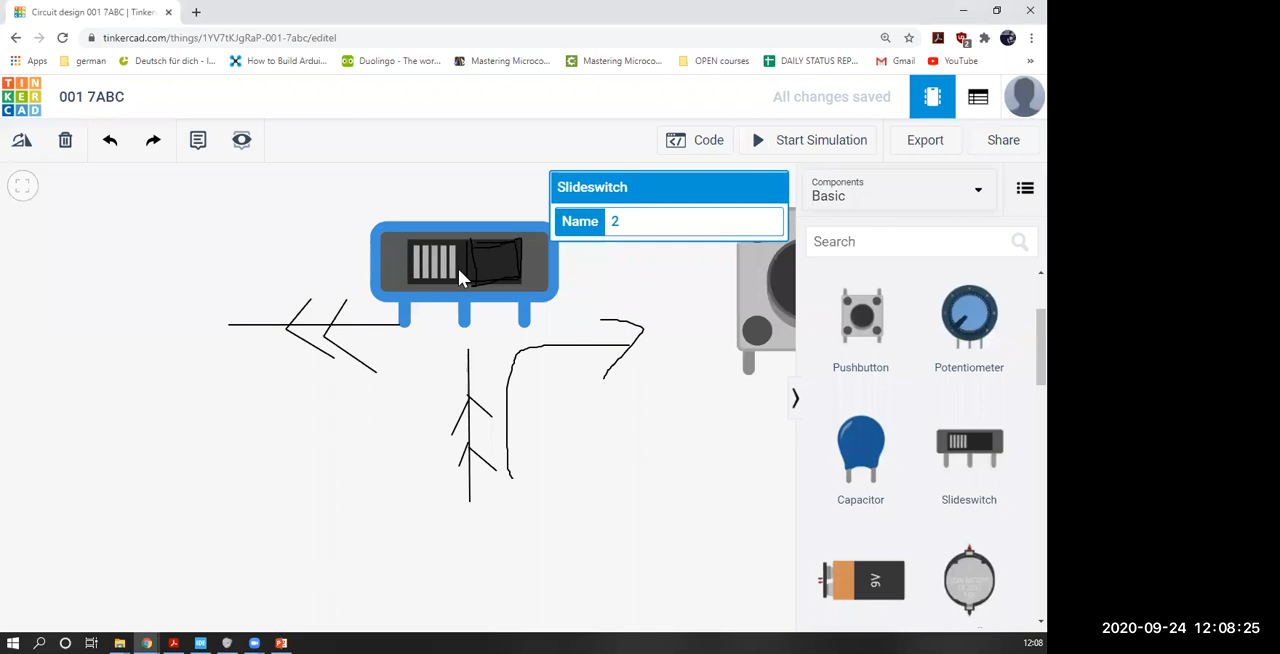 Circuit design 001 7ABC | Tinker
tinkercad.com/things/1YV7tKJgRaP-001-7abc/editel
Apps german Deutsch für dich - I... How to Build Ardui... Duolingo - The wor... Mastering Microco... Mastering Microco... OPEN courses DAILY STATUS REP... Gmail YouTube »
TIN
KER
CAD
001 7ABC
All changes saved
Code Start Simulation Export Share
Slideswitch
Name 2
Components
Basic
Search
Pushbutton Potentiometer
Capacitor Slideswitch
9V
12:08
2020-09-24 12:08:25